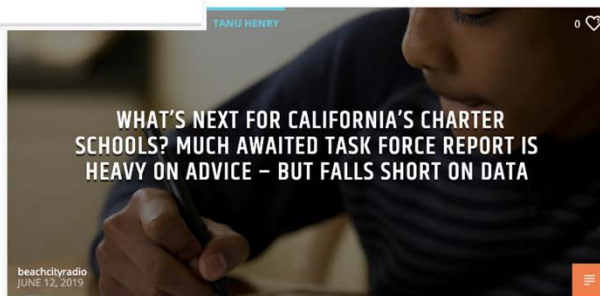 TANU HENRY
0
WHAT'S NEXT FOR CALIFORNIA'S CHARTER
SCHOOLS? MUCH AWAITED TASK FORCE REPORT IS
HEAVY ON ADVICE – BUT FALLS SHORT ON DATA
beachcityradio
JUNE 12, 2019